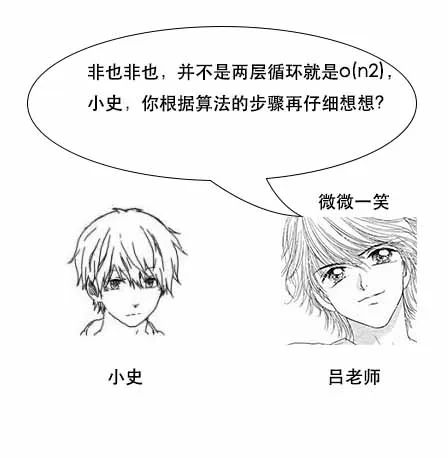 非也非也，并不是两层循环就是o(n2)，
小史，你根据算法的步骤再仔细想想？
微微一笑
小史
吕老师